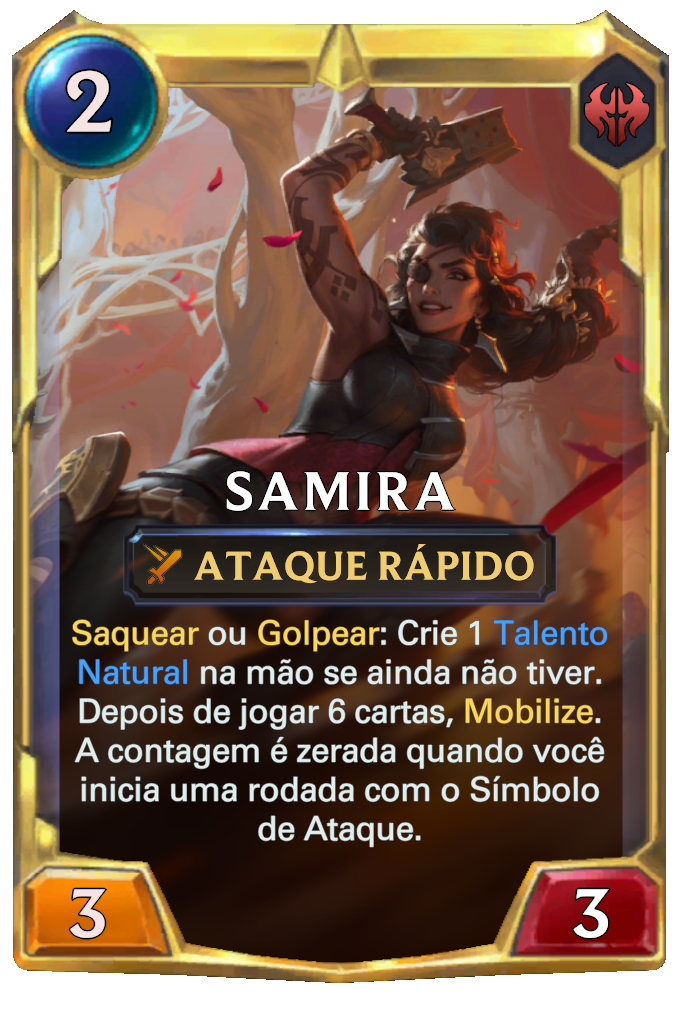 2
SAMIRA
ATAQUE RÁPIDO
Saquear ou Golpear: Crie 1 Talento
Natural na mão se ainda não tiver.
Depois de jogar 6 cartas, Mobilize.
A contagem é zerada quando você
inicia uma rodada com o Símbolo
de Ataque.
3
3